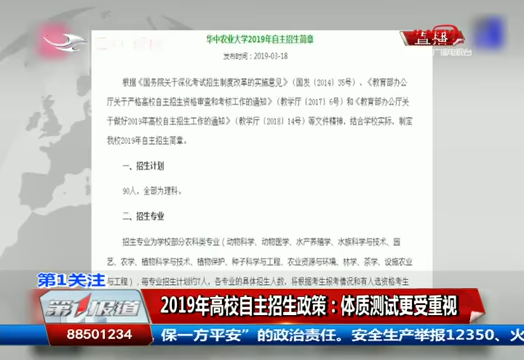 直播
广播电视台
华中农业大学2019年自主招生简章
发布时间：2019-03-18
根据《国务院关于深化考试招生制度改革的实施意见》（国发〔2014〕35号）、《教育部办公
厅关于严格高校自主招生资格审查和考核工作的通知》（教学厅〔2017〕6号）和《教育部办公厅关
于做好2019年高校自主招生工作的通知》（教学厅〔2018〕14号）等文件精神，结合学校实际，制定
我校2019年自主招生简章。
一、招生计划
90人，全部为理科。
二、招生专业
招生专业为学校部分农科类专业（动物科学、动物医学、水产养殖学、水族科学与技术、园
艺、农学、植物科学与技术、植物保护、种子科学与工程、农业资源与环境、林学、茶学、设施农业
与工程），每专业招生计划约7人，各专业的具体招生人数，将根据考生报考情况和有入选资格考生
第1关注
第1报道
2019年高校自主招生政策：体质测试更受重视
88501234
保一方平安”的政治责任。安全生产举报12350、火